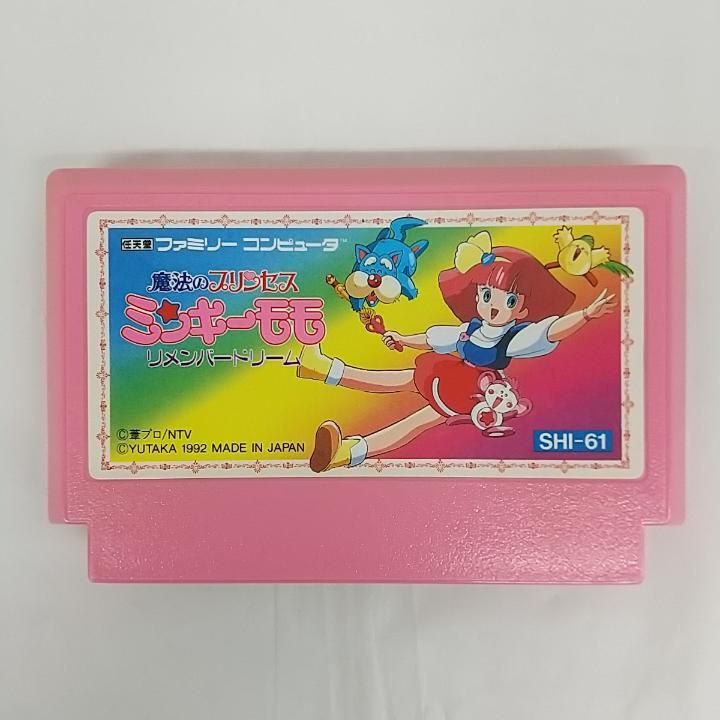 任天堂 ファミリー コンピュータ™
魔法のプリンセス
ミンキーモモ
リメンバードリーム
©葦プロ/NTV
©YUTAKA 1992 MADE IN JAPAN
SHI-61